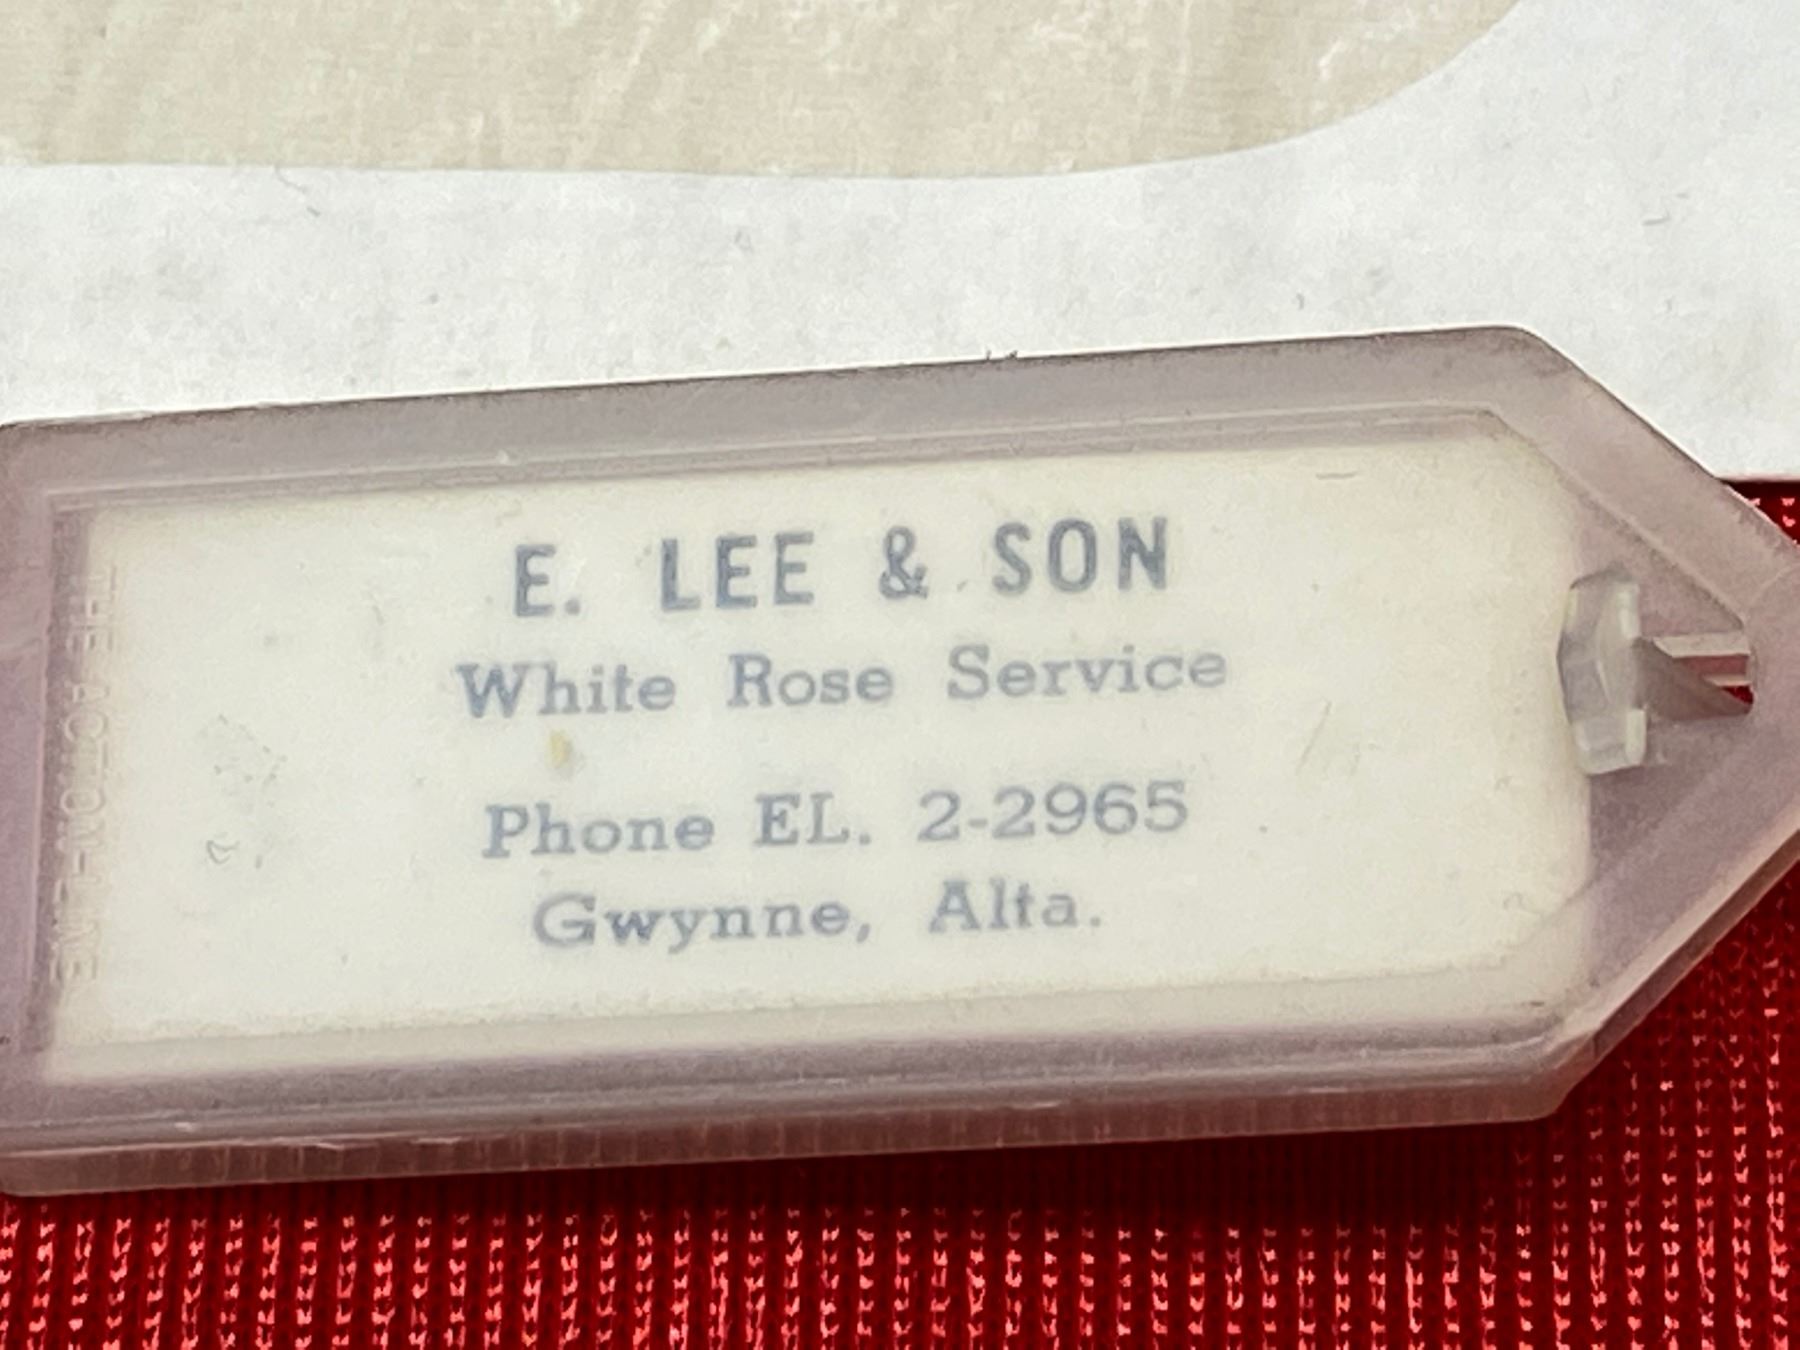 E. LEE & SON
White Rose Service
Phone EL. 2-2965
Gwynne, Alta.